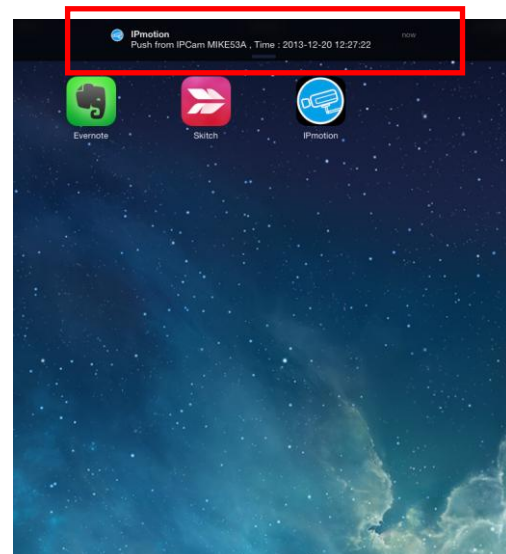 IPmotion
now
Push from IPCam MIKE53A , Time : 2013-12-20 12:27:22
Evernote
Skitch
IPmotion